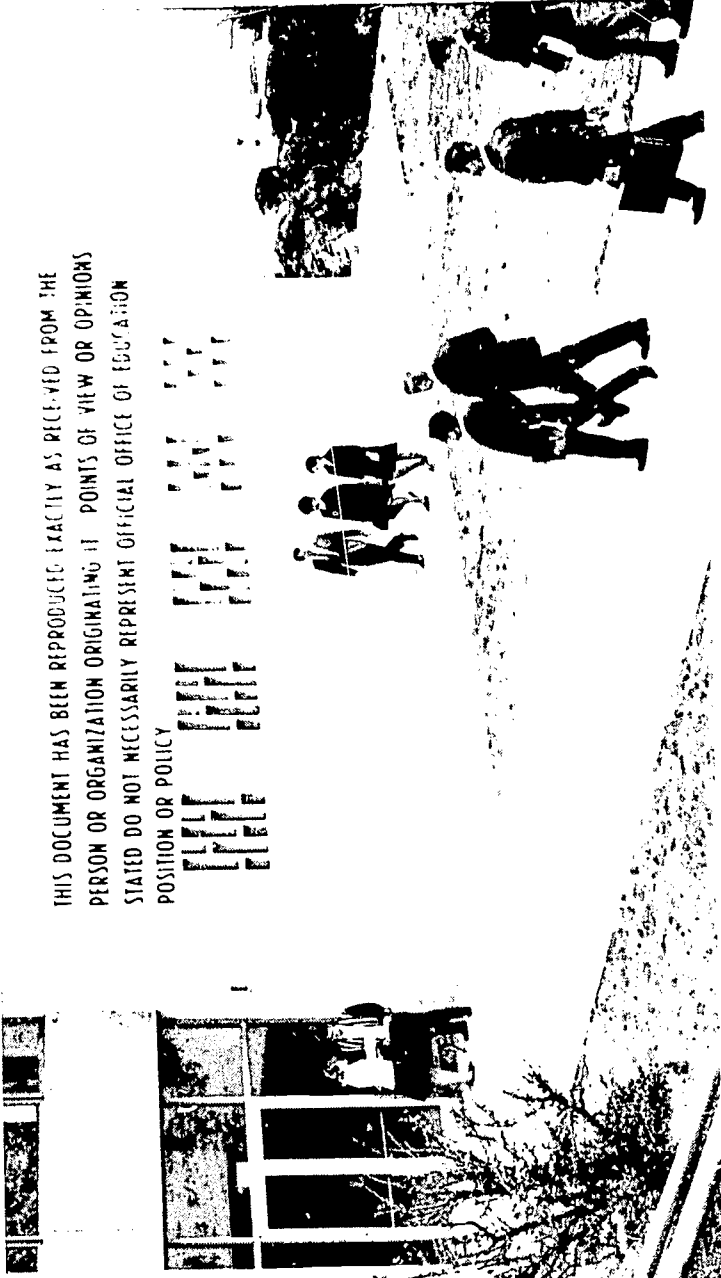 THIS DOCUMENT HAS BEEN REPRODUCED EXACTLY AS RECEIVED FROM THE
PERSON OR ORGANIZATION ORIGINATING IT POINTS OF VIEW OR OPINIONS
STATED DO NOT NECESSARILY REPRESENT OFFICIAL OFFICE OF EDUCATION
POSITION OR POLICY